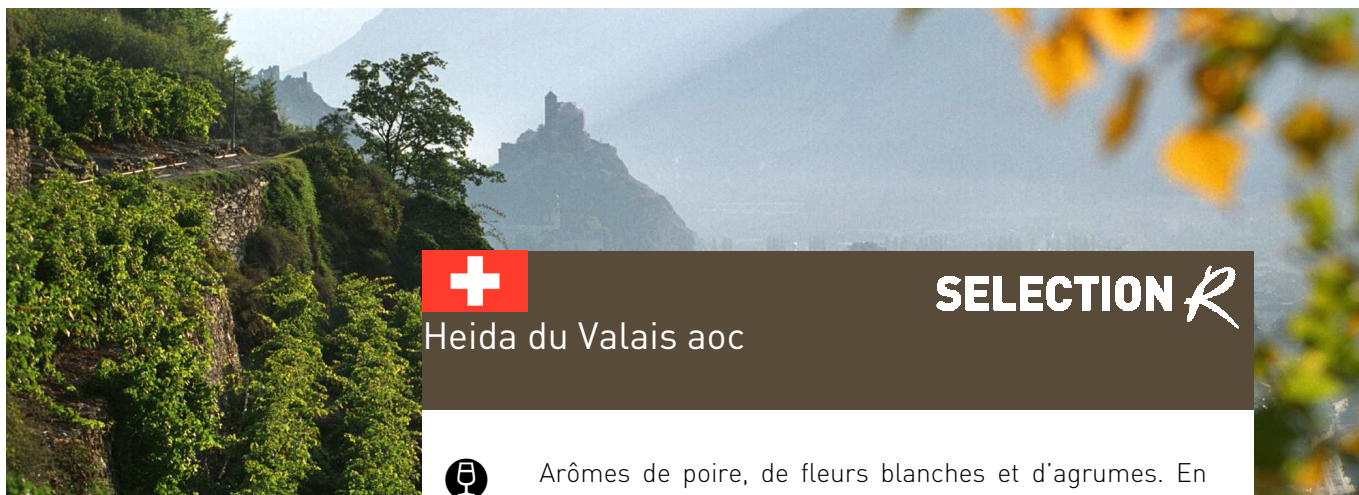 SELECTION R
Heida du Valais aoc
Arômes de poire, de fleurs blanches et d'agrumes. En